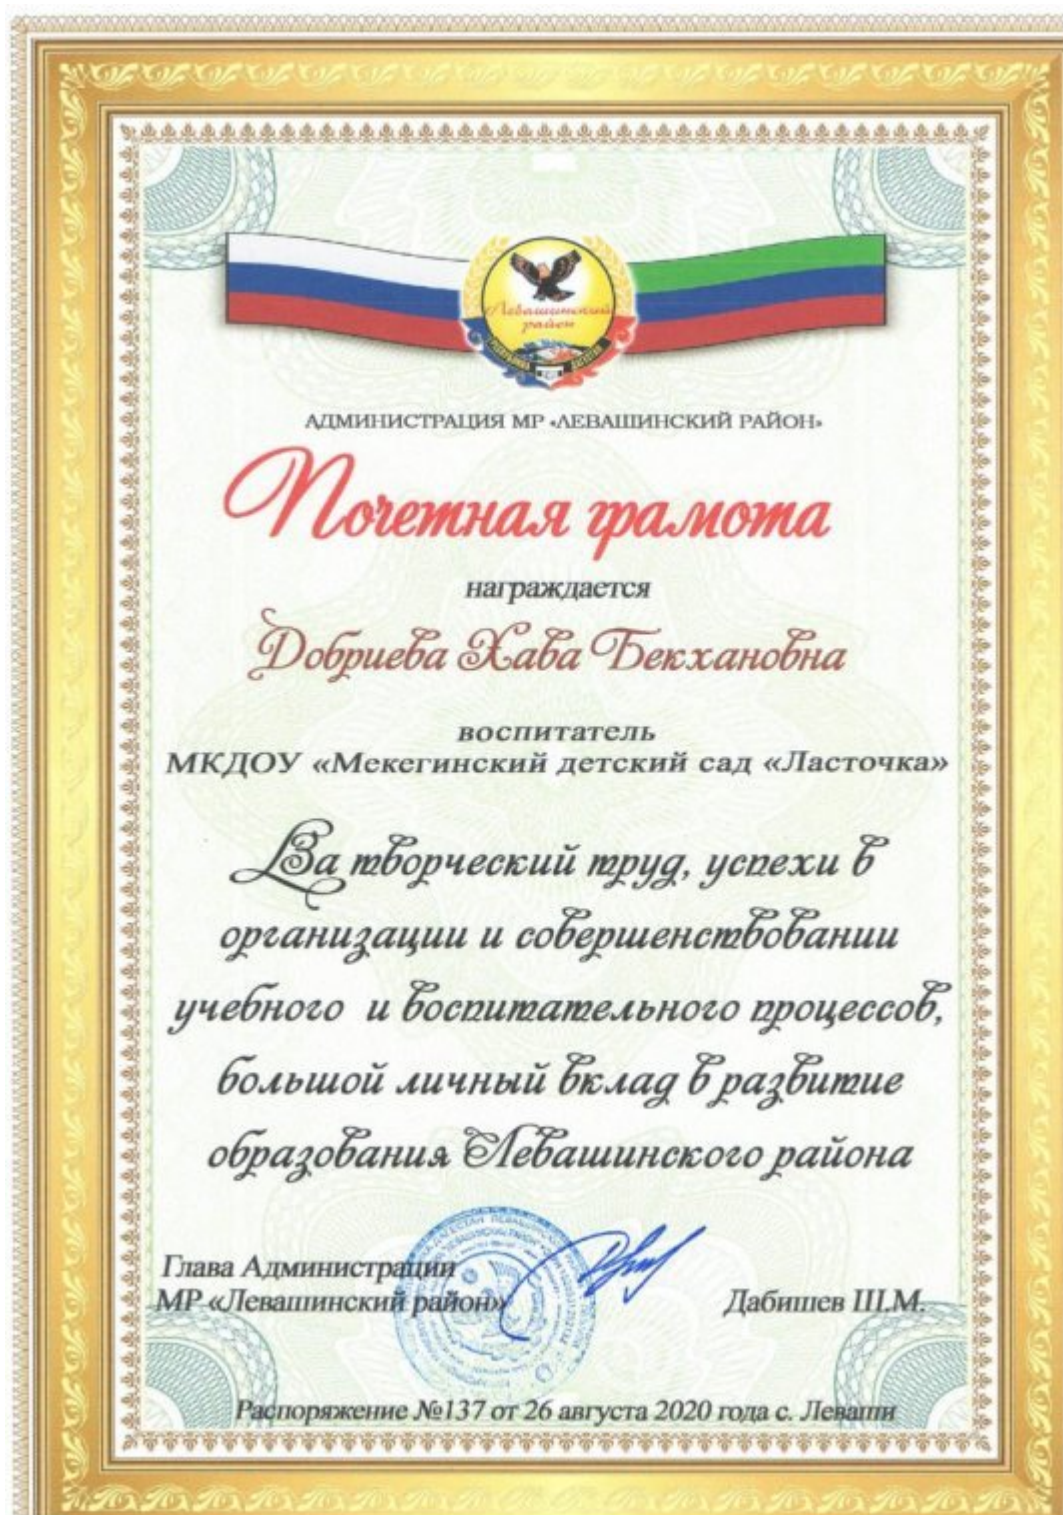 Левашинский
район
АДМИНИСТРАЦИЯ МР «ЛЕВАШИНСКИЙ РАЙОН»
Почетная грамота
награждается
Добриева Хава Бекхановна
воспитатель
МКДОУ «Мекегинский детский сад «Ласточка»
За творческий труд, успехи в
организации и совершенствовании
учебного и воспитательного процессов,
большой личный вклад в развитие
образования Левашинского района
Глава Администрации
МР «Левашинский район»
Дабишев Ш.М.
Распоряжение №137 от 26 августа 2020 года с. Леваши